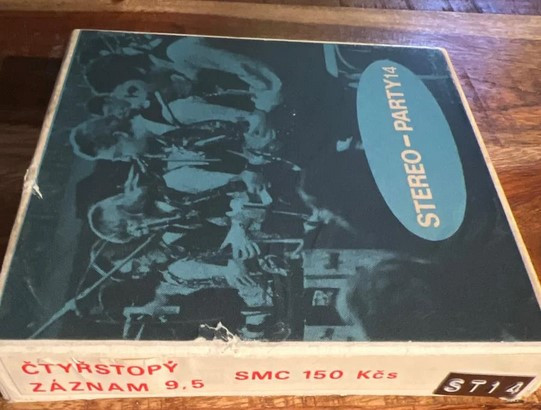 STEREO-PARTY14
ČTYŘSTOPÝ
ZÁZNAM 9.5
SMC 150 Kčs
ST14